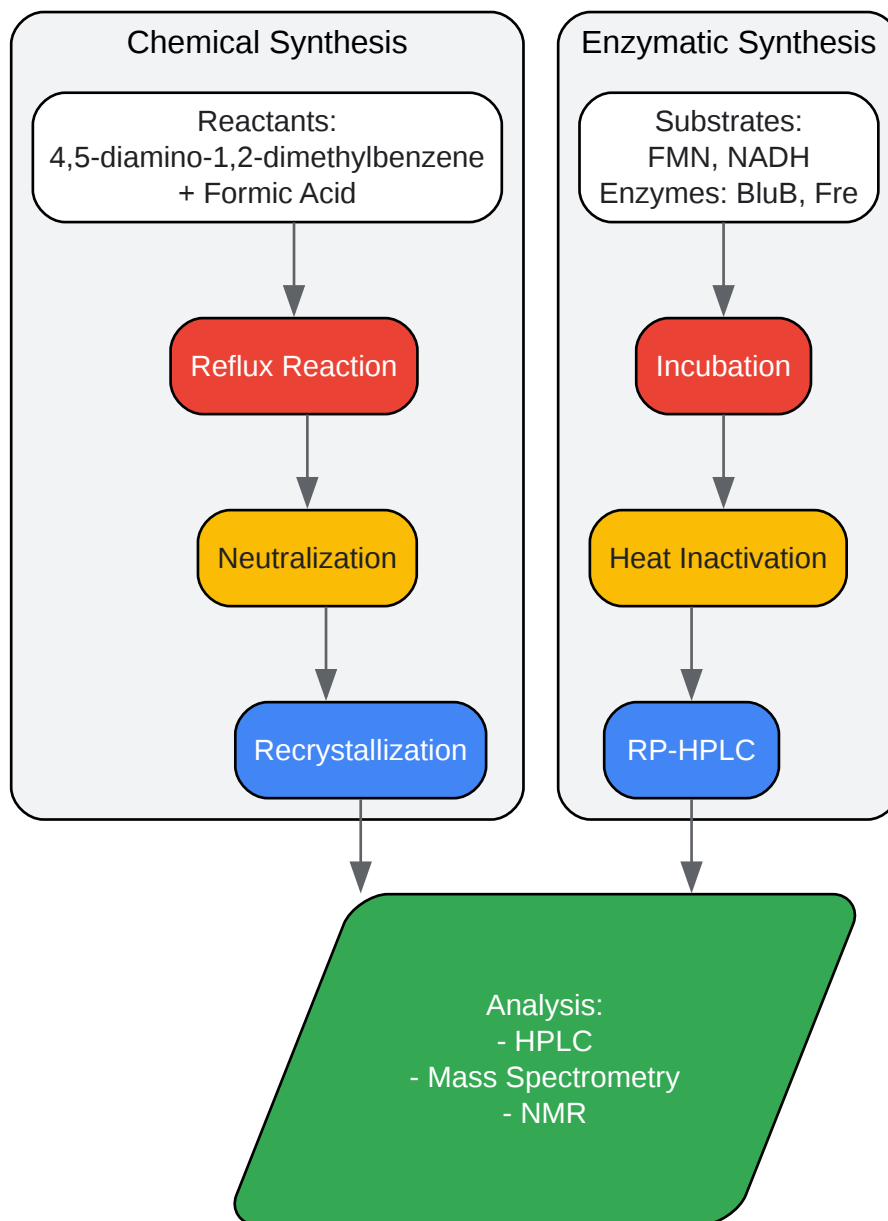 Chemical Synthesis
Reactants:
4,5-diamino-1,2-dimethylbenzene
+ Formic Acid
Reflux Reaction
Neutralization
Recrystallization
Enzymatic Synthesis
Substrates:
FMN, NADH
Enzymes: BluB, Fre
Incubation
Heat Inactivation
RP-HPLC
Analysis:
- HPLC
- Mass Spectrometry
- NMR